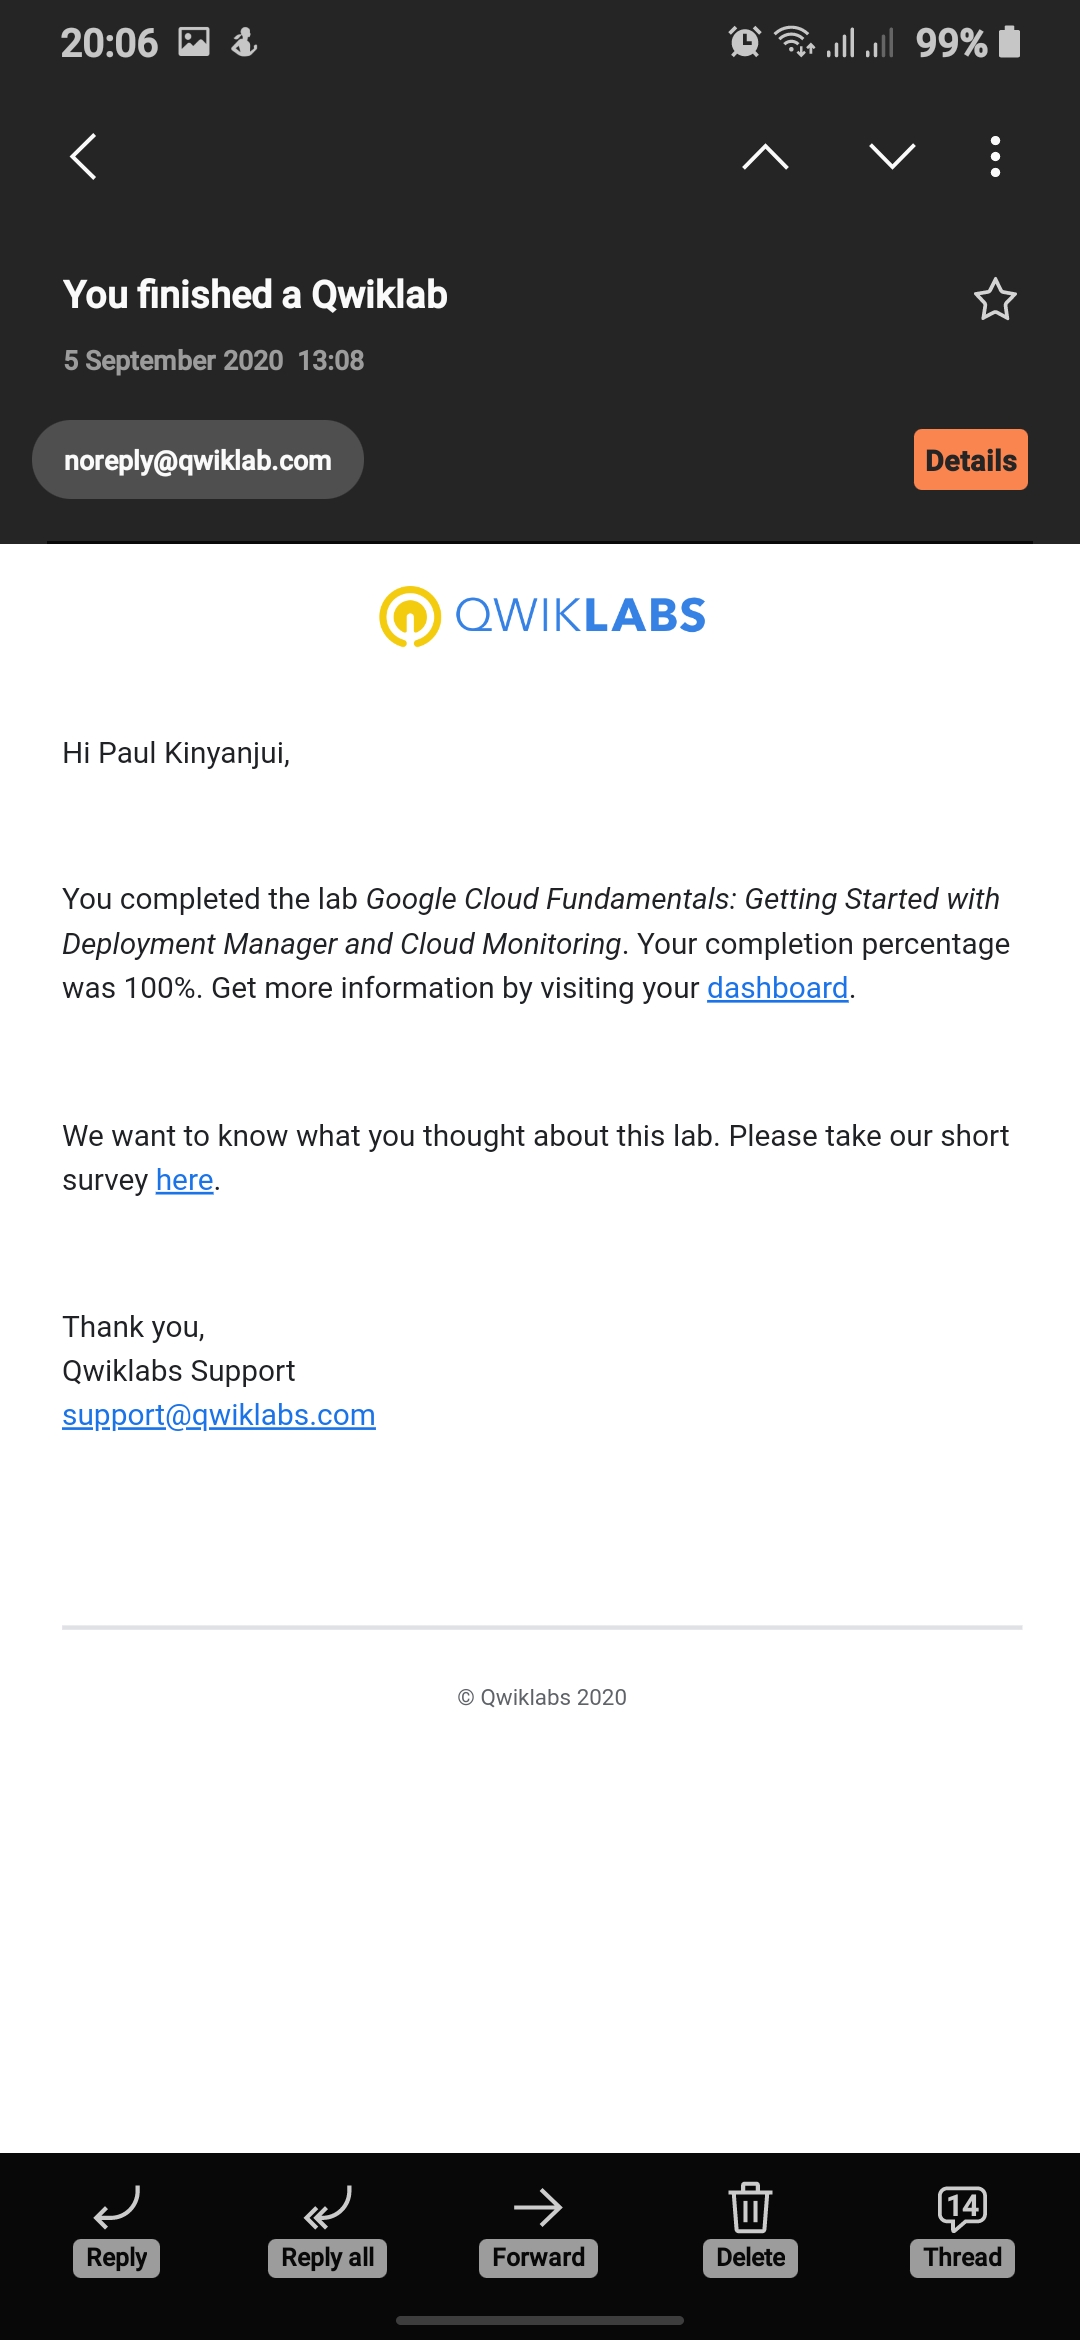 20:06
99%
You finished a Qwiklab
5 September 2020 13:08
noreply@qwiklab.com
Details
QWIKLABS
Hi Paul Kinyanjui,
You completed the lab Google Cloud Fundamentals: Getting Started with
Deployment Manager and Cloud Monitoring. Your completion percentage
was 100%. Get more information by visiting your dashboard.
We want to know what you thought about this lab. Please take our short
survey here.
Thank you,
Qwiklabs Support
support@qwiklabs.com
© Qwiklabs 2020
14
Reply
Reply all
Forward
Delete
Thread